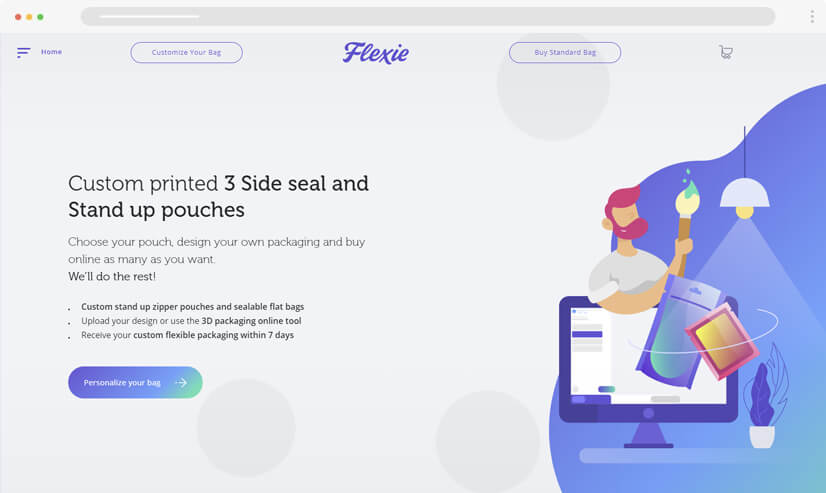 Home
Customize Your Bag
Flexie
Buy Standard Bag
Custom printed 3 Side seal and
Stand up pouches
Choose your pouch, design your own packaging and buy
online as many as you want.
We'll do the rest!
Custom stand up zipper pouches and sealable flat bags
Upload your design or use the 3D packaging online tool
Receive your custom flexible packaging within 7 days
Personalize your bag